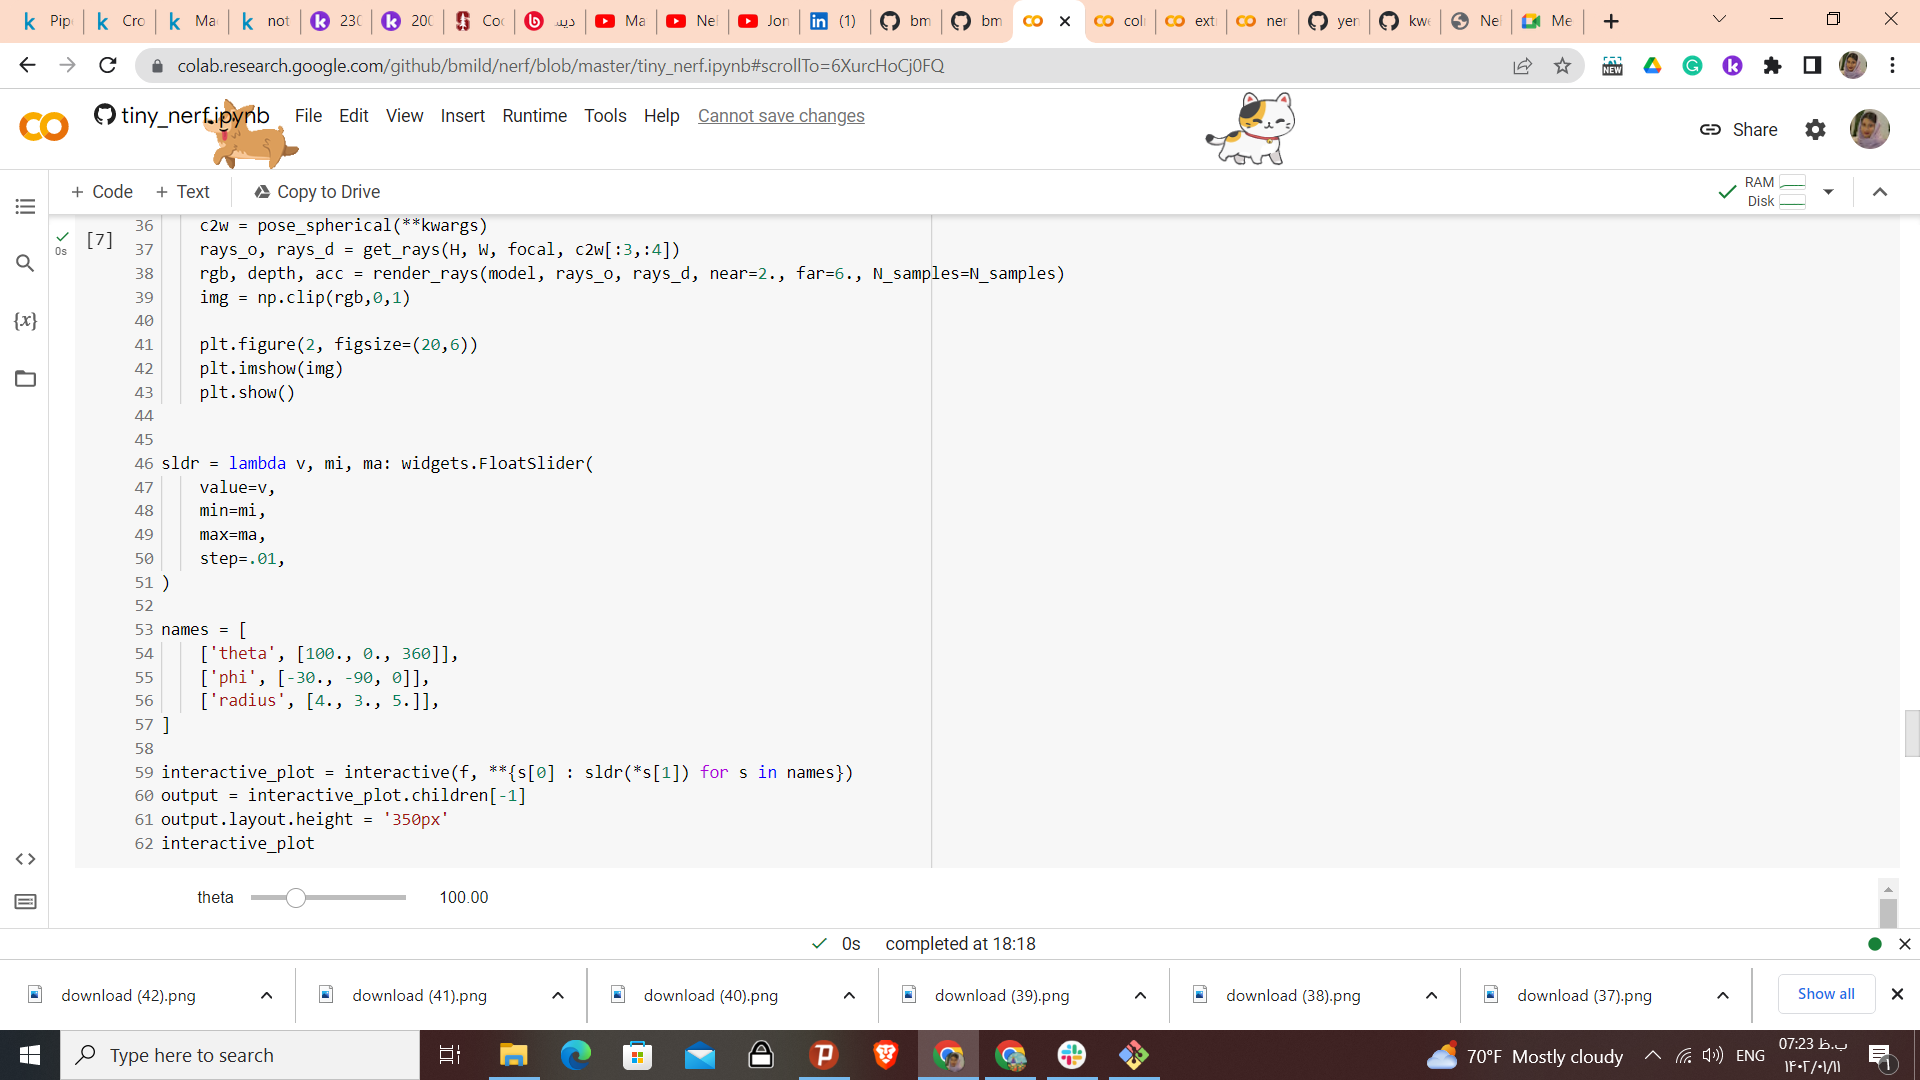 Pip
Cro
Ma
not
230
200
Coo
دیـ
Ma
Nel
Jor
(1)
bm
bm
col
ext
ner
yer
kwe
Nel
Me
colab.research.google.com/github/bmild/nerf/blob/master/tiny_nerf.ipynb#scrollTo=6XurcHoCj0FQ
NEW
tiny_nerf.ipynb
File Edit View Insert Runtime Tools Help Cannot save changes
Share
+ Code + Text Copy to Drive
RAM
Disk
[7]
0s
36 c2w = pose_spherical(**kwargs)
37 rays_o, rays_d = get_rays(H, W, focal, c2w[:3,:4])
38 rgb, depth, acc = render_rays(model, rays_o, rays_d, near=2., far=6., N_samples=N_samples)
39 img = np.clip(rgb,0,1)
40
41 plt.figure(2, figsize=(20,6))
42 plt.imshow(img)
43 plt.show()
44
45
46 sldr = lambda v, mi, ma: widgets.FloatSlider(
47 value=v,
48 min=mi,
49 max=ma,
50 step=.01,
51 )
52
53 names = [
54 ['theta', [100., 0., 360]],
55 ['phi', [-30., -90, 0]],
56 ['radius', [4., 3., 5.]],
57 ]
58
59 interactive_plot = interactive(f, **{s[0] : sldr(*s[1]) for s in names})
60 output = interactive_plot.children[-1]
61 output.layout.height = '350px'
62 interactive_plot
theta 100.00
0s completed at 18:18
download (42).png
download (41).png
download (40).png
download (39).png
download (38).png
download (37).png
Show all
Type here to search
70°F Mostly cloudy
ENG
07:23 ب.ظ
۱۴۰۲/۰۱/۱۱
۱